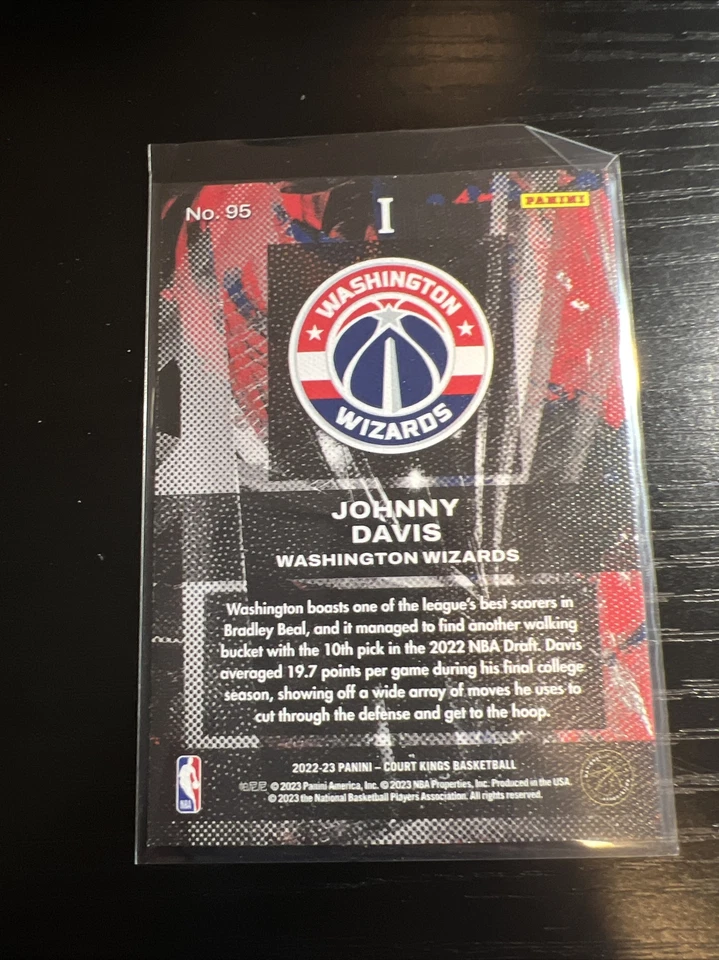 No. 95
I
PANINI
WASHINGTON
WIZARDS
JOHNNY
DAVIS
WASHINGTON WIZARDS
Washington boasts one of the league's best scorers in
Bradley Beal, and it managed to find another walking
bucket with the 10th pick in the 2022 NBA Draft. Davis
averaged 19.7 points per game during his final college
season, showing off a wide array of moves he uses to
cut through the defense and get to the hoop.
2022-23 PANINI – COURT KINGS BASKETBALL
帕尼尼 © 2023 Panini America, Inc. © 2023 NBA Properties, Inc. Produced in the USA.
© 2023 the National Basketball Players Association. All rights reserved.
NBA